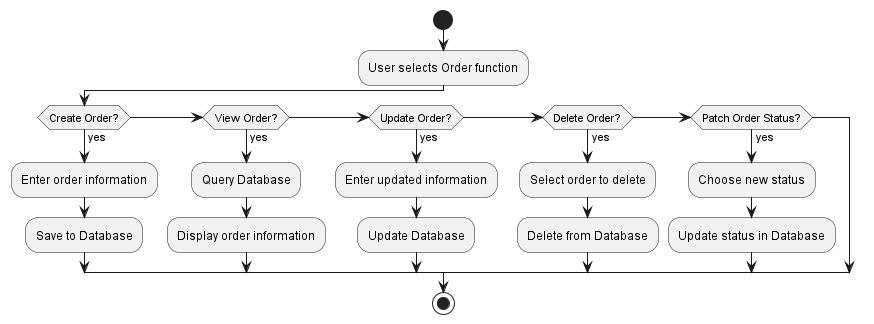 User selects Order function
Create Order?
View Order?
Update Order?
Delete Order?
Patch Order Status?
yes
yes
yes
yes
yes
Enter order information
Query Database
Enter updated information
Select order to delete
Choose new status
Save to Database
Display order information
Update Database
Delete from Database
Update status in Database